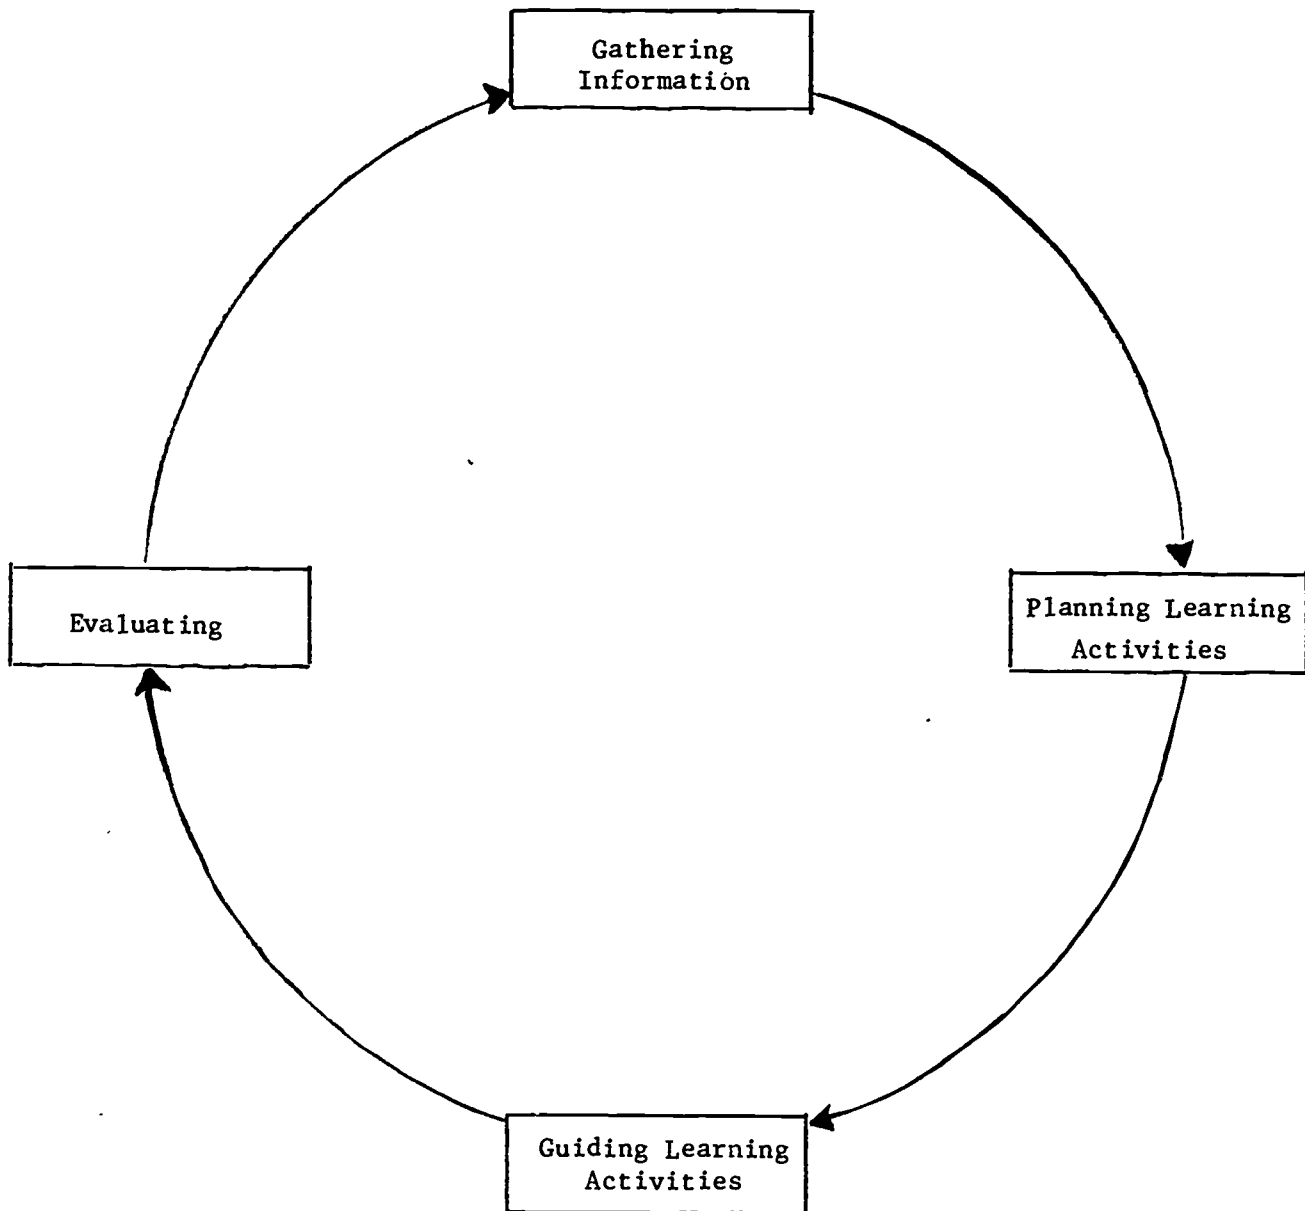 Gathering
Information
Evaluating
Planning Learning
Activities
Guiding Learning
Activities